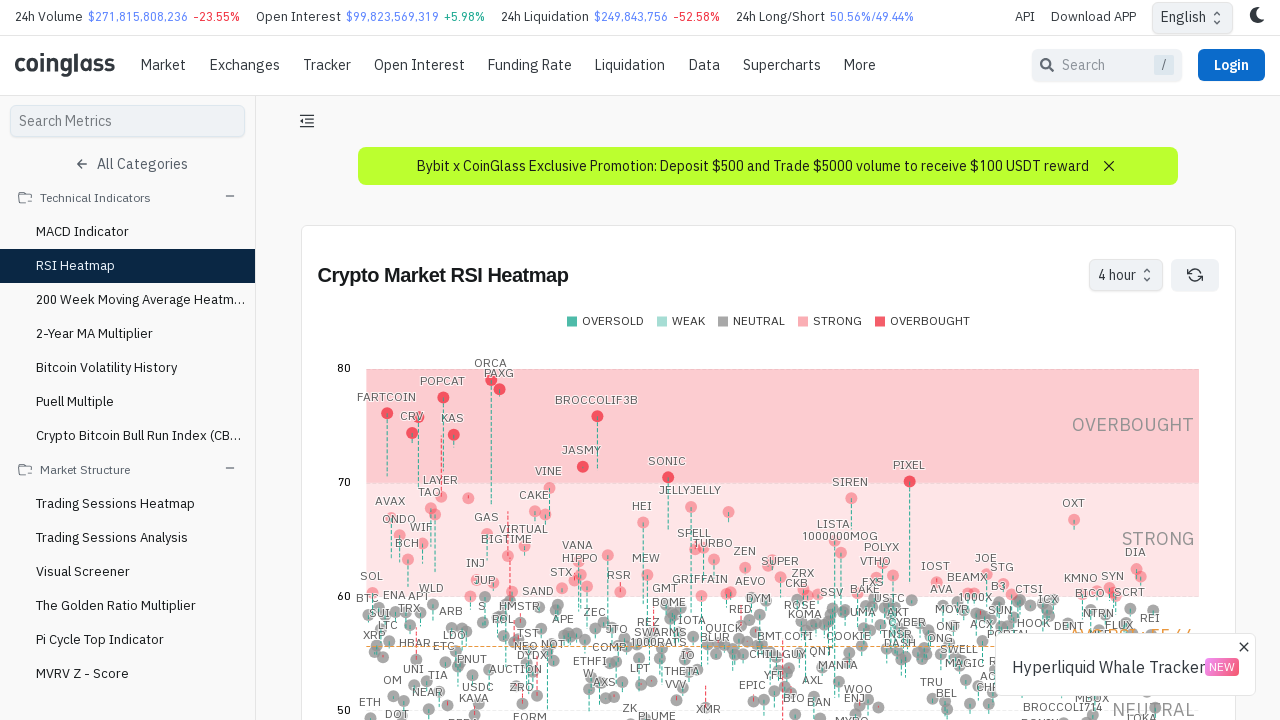 24h Volume $271,815,808,236 -23.55% Open Interest $99,823,569,319 +5.98% 24h Liquidation $249,843,756 -52.58% 24h Long/Short 50.56%/49.44% API Download APP English
coinglass Market Exchanges Tracker Open Interest Funding Rate Liquidation Data Supercharts More Search / Login
Search Metrics
All Categories
Technical Indicators
MACD Indicator
RSI Heatmap
200 Week Moving Average Heatm...
2-Year MA Multiplier
Bitcoin Volatility History
Puell Multiple
Crypto Bitcoin Bull Run Index (CB...
Market Structure
Trading Sessions Heatmap
Trading Sessions Analysis
Visual Screener
The Golden Ratio Multiplier
Pi Cycle Top Indicator
MVRV Z - Score
Bybit x CoinGlass Exclusive Promotion: Deposit $500 and Trade $5000 volume to receive $100 USDT reward
Crypto Market RSI Heatmap
4 hour
OVERSOLD WEAK NEUTRAL STRONG OVERBOUGHT
80
ORCA
PAXG
POPCAT
FARTCOIN
BROCCOLIF3B
CRV KAS
OVERBOUGHT
JASMY
SONIC
PIXEL
VINE
70
LAYER
TAO
JELLYJELLY
SIREN
CAKE
AVAX
HEI
OXT
ONDO
GAS
WIF
LISTA
VIRTUAL
SPELL
1000000MOG
BIGTIME
STRONG
BCH
TURBO
VANA
POLYX
ZEN
DIA
HIPPO
MEW
JOE
INJ
SUPER
VTHO
IOST
STG
STX
RSR
ZRX
SOL
JUP
GRIFFAIN
AEVO
CKB
FXS
BEAMX
KMNO SYN
ENA
WLD
SAND
GMT
SSV
BAKE
B3
CTSI
BICO
SCRT
60
API
BOME
DYM
USTC
1000X
ICX
S
HMSTR
ROSE
SUI
TRX
ARB
ZEC
RED
KOMA
UMA
AKT
MOVR
SUN
NTRN
POL
APE
REZ
IOTA
CYBER
REI
LTC
JTO
QUICK
ONT
ACX
HOOK
DENT
FLUX
XRP
LDO
TST
SWARMS
BLUR
BMT
COTI
COOKIE
TNSR
ONG
HBAR
ETC
NEO
NOT
COMP
1000RATS
DASH
PNUT
DYDX
ETHFI
IO
CHILLGUY
QNT
SWELL
UNI
AUCTION
LPT
THETA
MANTA
MAGIC
OM
TIA
W
YFI
AXL
TRU
NEAR
USDC
ZRO
AXS
VVV
EPIC
WOO
BEL
ETH
KAVA
BIO
BAN
ENJ
DOT
FORM
ZK
PLUME
XMR
BROCCOLI714
50
NEUTRAL
Hyperliquid Whale Tracker NEW